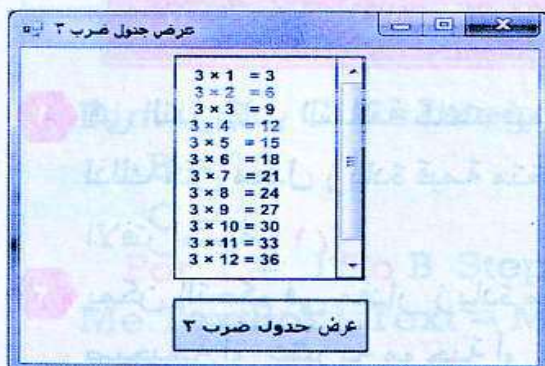 عرض جدول ضرب ٣
3 × 1 = 3
3 × 2 = 6
3 × 3 = 9
3 × 4 = 12
3 × 5 = 15
3 × 6 = 18
3 × 7 = 21
3 × 8 = 24
3 × 9 = 27
3 × 10 = 30
3 × 11 = 33
3 × 12 = 36
عرض جدول ضرب ٣